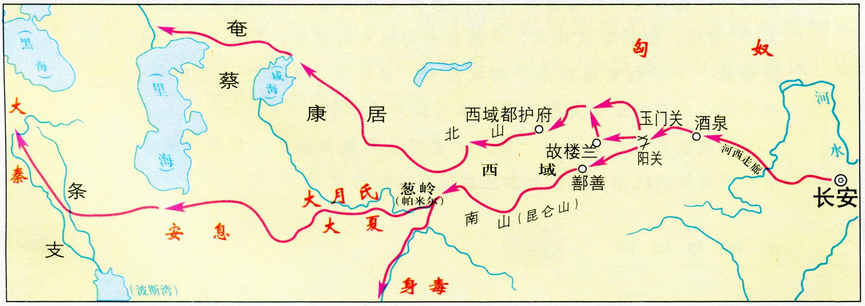 (黑海)
(里海)
咸海
奄蔡
康居
匈奴
大秦
条支
(波斯湾)
安息
大月氏
大夏
身毒
葱岭
(帕米尔)
北山
西域都护府
西域
南山(昆仑山)
故楼兰
鄯善
玉门关
阳关
酒泉
河西走廊
河水
长安